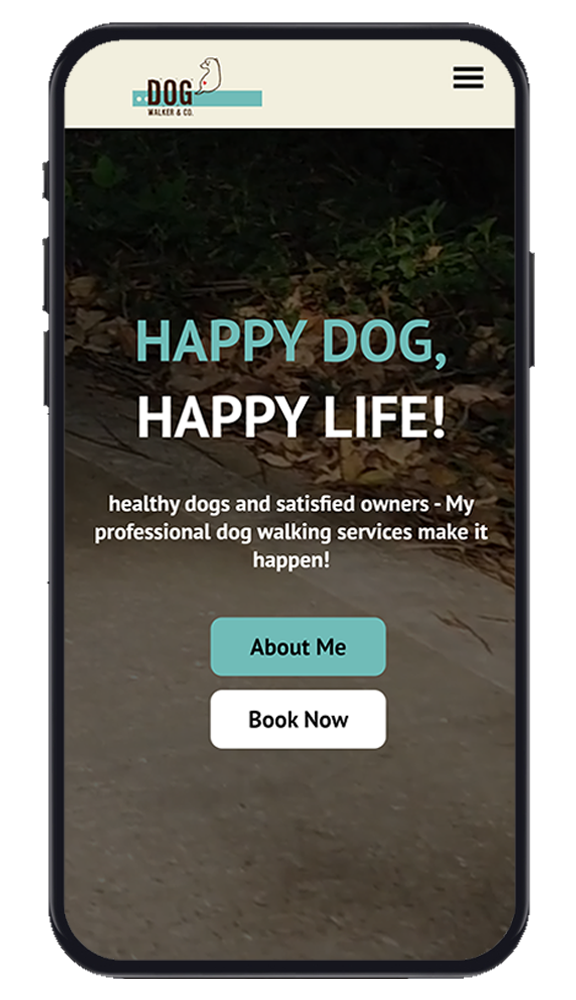 DOG
WALKER & CO.
HAPPY DOG,
HAPPY LIFE!
healthy dogs and satisfied owners - My
professional dog walking services make it
happen!
About Me
Book Now